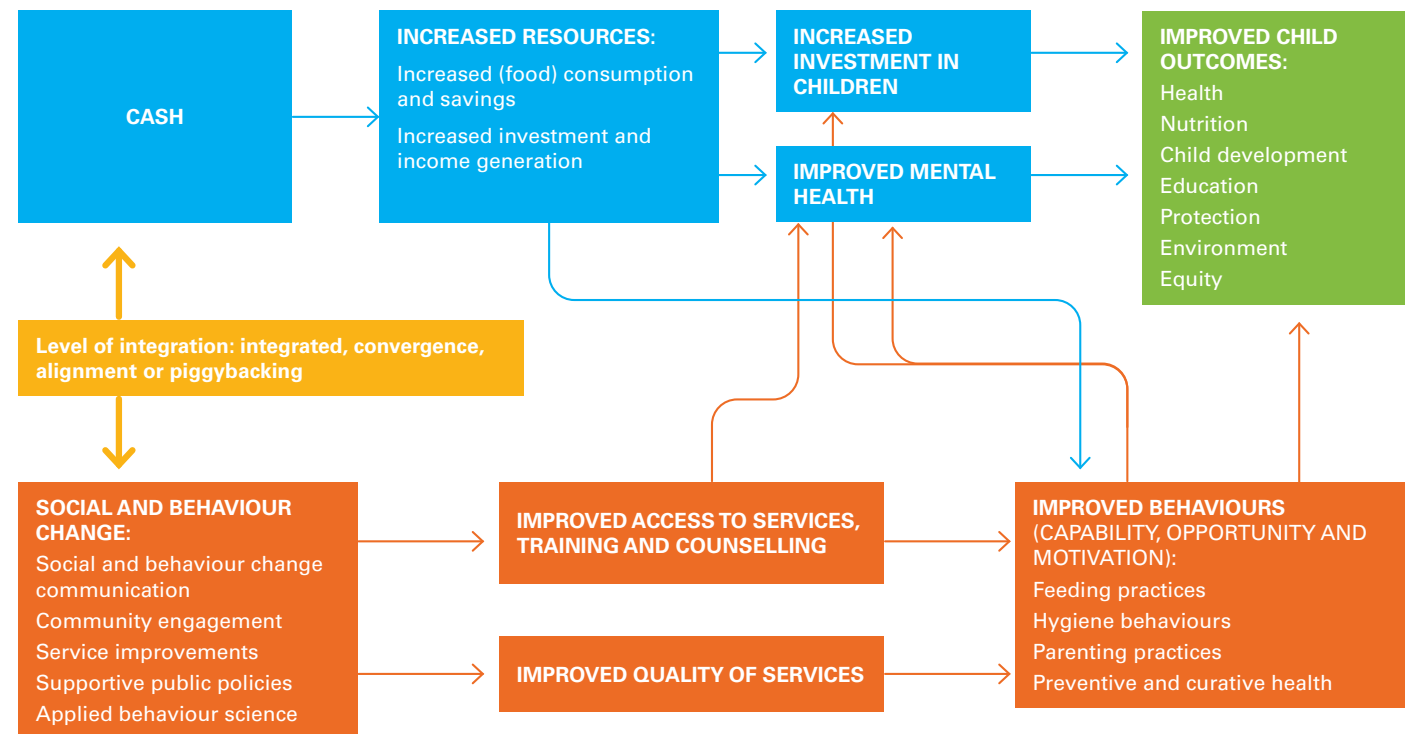 CASH
INCREASED RESOURCES:
Increased (food) consumption
and savings
Increased investment and
income generation
INCREASED
INVESTMENT IN
CHILDREN
IMPROVED MENTAL
HEALTH
IMPROVED CHILD
OUTCOMES:
Health
Nutrition
Child development
Education
Protection
Environment
Equity
Level of integration: integrated, convergence,
alignment or piggybacking
SOCIAL AND BEHAVIOUR
CHANGE:
Social and behaviour change
communication
Community engagement
Service improvements
Supportive public policies
Applied behaviour science
IMPROVED ACCESS TO SERVICES,
TRAINING AND COUNSELLING
IMPROVED QUALITY OF SERVICES
IMPROVED BEHAVIOURS
(CAPABILITY, OPPORTUNITY AND
MOTIVATION):
Feeding practices
Hygiene behaviours
Parenting practices
Preventive and curative health